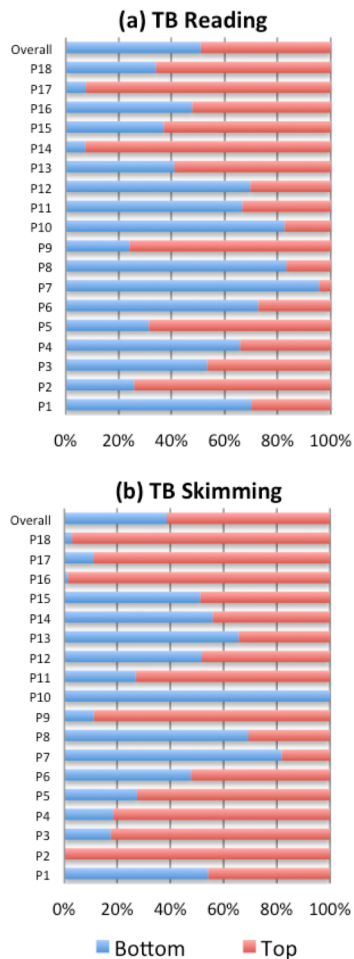 (a) TB Reading
Overall
P18
P17
P16
P15
P14
P13
P12
P11
P10
P9
P8
P7
P6
P5
P4
P3
P2
P1
0% 20% 40% 60% 80% 100%
(b) TB Skimming
Overall
P18
P17
P16
P15
P14
P13
P12
P11
P10
P9
P8
P7
P6
P5
P4
P3
P2
P1
0% 20% 40% 60% 80% 100%
Bottom Top